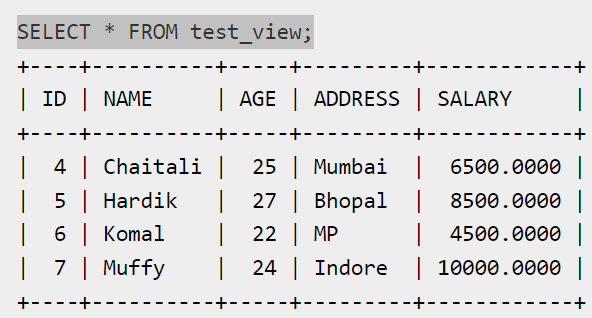 SELECT * FROM test_view;
+----+----------+-----+---------+------------+
| ID | NAME     | AGE | ADDRESS | SALARY     |
+----+----------+-----+---------+------------+
|  4 | Chaitali |  25 | Mumbai  |  6500.0000 |
|  5 | Hardik   |  27 | Bhopal  |  8500.0000 |
|  6 | Komal    |  22 | MP      |  4500.0000 |
|  7 | Muffy    |  24 | Indore  | 10000.0000 |
+----+----------+-----+---------+------------+